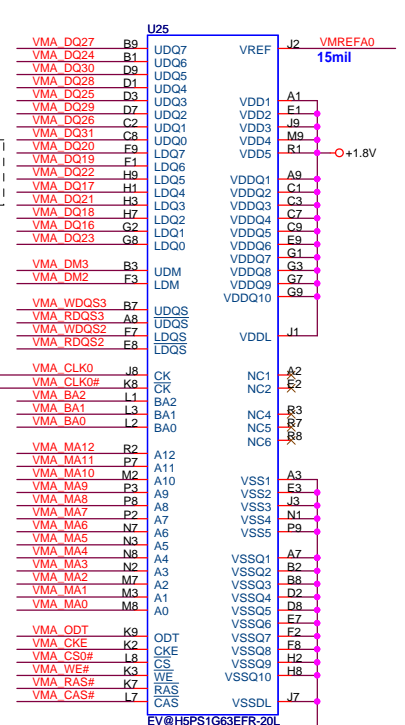 U25
VMA_DQ27 B9 UDQ7
VMA_DQ24 B1 UDQ6
VMA_DQ30 D9 UDQ5
VMA_DQ28 D1 UDQ4
VMA_DQ25 D3 UDQ3
VMA_DQ29 D7 UDQ2
VMA_DQ26 C2 UDQ1
VMA_DQ31 C8 UDQ0
VMA_DQ20 F9 LDQ7
VMA_DQ19 F1 LDQ6
VMA_DQ22 H9 LDQ5
VMA_DQ17 H1 LDQ4
VMA_DQ21 H3 LDQ3
VMA_DQ18 H7 LDQ2
VMA_DQ16 G2 LDQ1
VMA_DQ23 G8 LDQ0
VMA_DM3 B3 UDM
VMA_DM2 F3 LDM
VMA_WDQS3 B7 UDQS
VMA_RDQS3 A8 UDQS
VMA_WDQS2 F7 LDQS
VMA_RDQS2 E8 LDQS
VMA_CLK0 J8 CK
VMA_CLK0# K8 CK
VMA_BA2 L1 BA2
VMA_BA1 L3 BA1
VMA_BA0 L2 BA0
VMA_MA12 R2 A12
VMA_MA11 P7 A11
VMA_MA10 M2 A10
VMA_MA9 P3 A9
VMA_MA8 P8 A8
VMA_MA7 P2 A7
VMA_MA6 N7 A6
VMA_MA5 N3 A5
VMA_MA4 N8 A4
VMA_MA3 N2 A3
VMA_MA2 M7 A2
VMA_MA1 M3 A1
VMA_MA0 M8 A0
VMA_ODT K9 ODT
VMA_CKE K2 CKE
VMA_CS0# L8 CS
VMA_WE# K3 WE
VMA_RAS# K7 RAS
VMA_CAS# L7 CAS
VREF J2 VMREFA0
15mil
VDD1 A1
VDD2 E1
VDD3 J9
VDD4 M9
VDD5 R1 +1.8V
VDDQ1 A9
VDDQ2 C1
VDDQ3 C3
VDDQ4 C7
VDDQ5 C9
VDDQ6 E9
VDDQ7 G1
VDDQ8 G3
VDDQ9 G7
VDDQ10 G9
VDDL J1
NC1 A2
NC2 E2
NC4 R3
NC5 R7
NC6 R8
VSS1 A3
VSS2 E3
VSS3 J3
VSS4 N1
VSS5 P9
VSSQ1 A7
VSSQ2 B2
VSSQ3 B8
VSSQ4 D2
VSSQ5 D8
VSSQ6 E7
VSSQ7 F2
VSSQ8 F8
VSSQ9 H2
VSSQ10 H8
VSSDL J7
EV@H5PS1G63EFR-20L